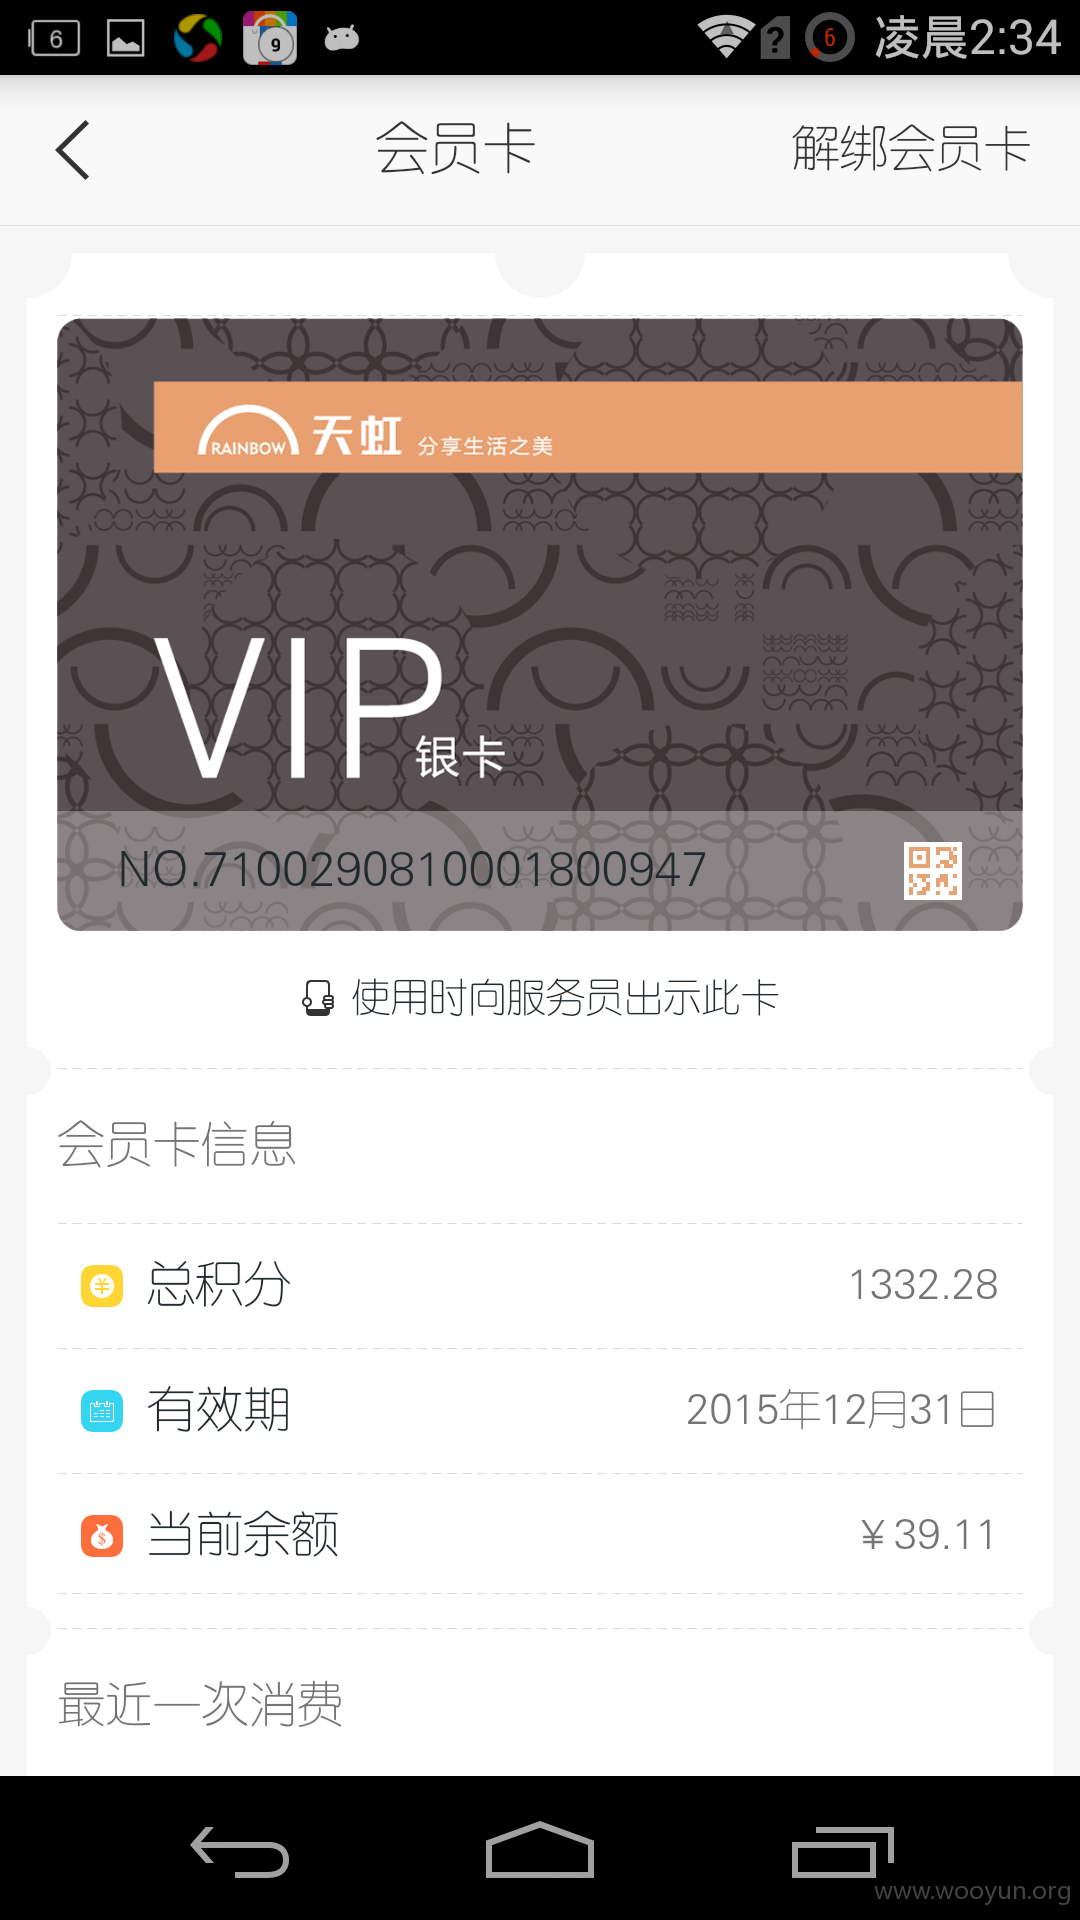 6
9
?
6
凌晨2:34
会员卡
解绑会员卡
RAINBOW 天虹 分享生活之美
VIP银卡
NO.7100290810001800947
使用时向服务员出示此卡
会员卡信息
总积分 1332.28
有效期 2015年12月31日
当前余额 ¥39.11
最近一次消费
www.wooyun.org